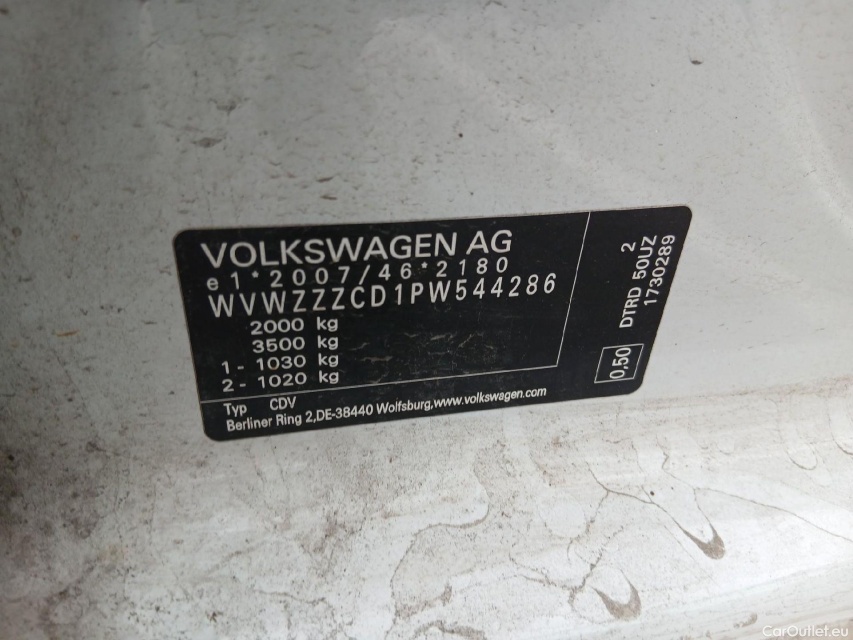 VOLKSWAGEN AG
e1*2007/46*2180
WVWZZZCD1PW544286
2000 kg
3500 kg
1 - 1030 kg
2 - 1020 kg
Typ CDV
Berliner Ring 2,DE-38440 Wolfsburg,www.volkswagen.com
2
DTRD 50UZ
1730289
0,50
CarOutlet.eu